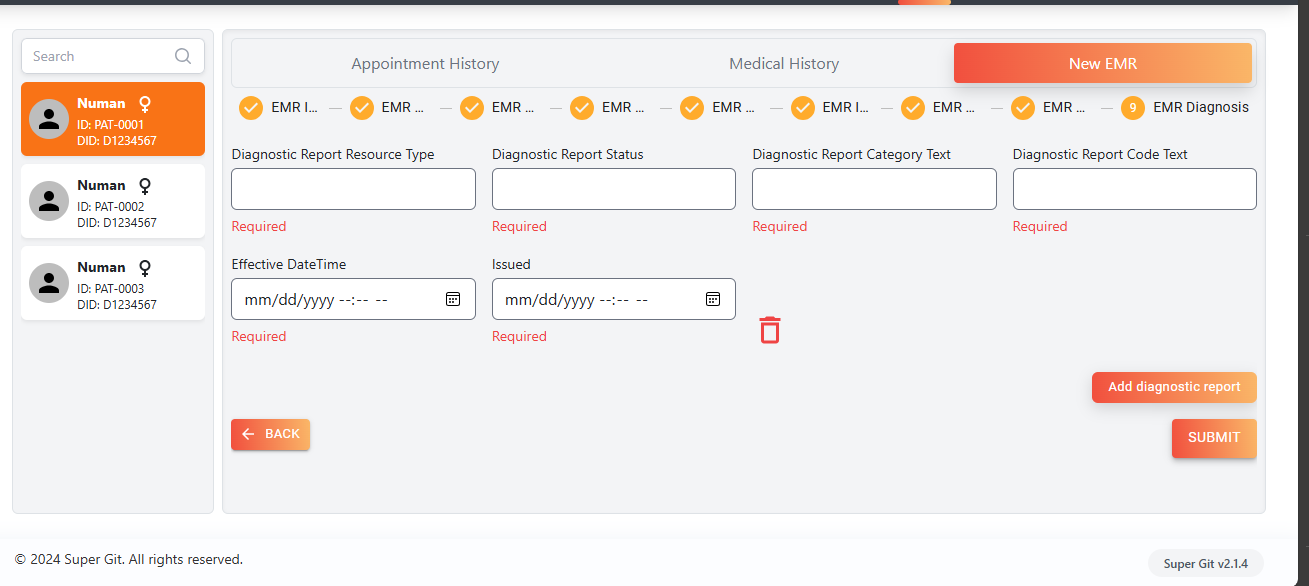 Search
Numan
ID: PAT-0001
DID: D1234567
Numan
ID: PAT-0002
DID: D1234567
Numan
ID: PAT-0003
DID: D1234567
Appointment History Medical History New EMR
EMR I... EMR ... EMR ... EMR ... EMR ... EMR I... EMR ... EMR ... 9 EMR Diagnosis
Diagnostic Report Resource Type Diagnostic Report Status Diagnostic Report Category Text Diagnostic Report Code Text
Required Required Required Required
Effective DateTime Issued
mm/dd/yyyy --:-- -- mm/dd/yyyy --:-- --
Required Required
Add diagnostic report
BACK SUBMIT
© 2024 Super Git. All rights reserved.
Super Git v2.1.4